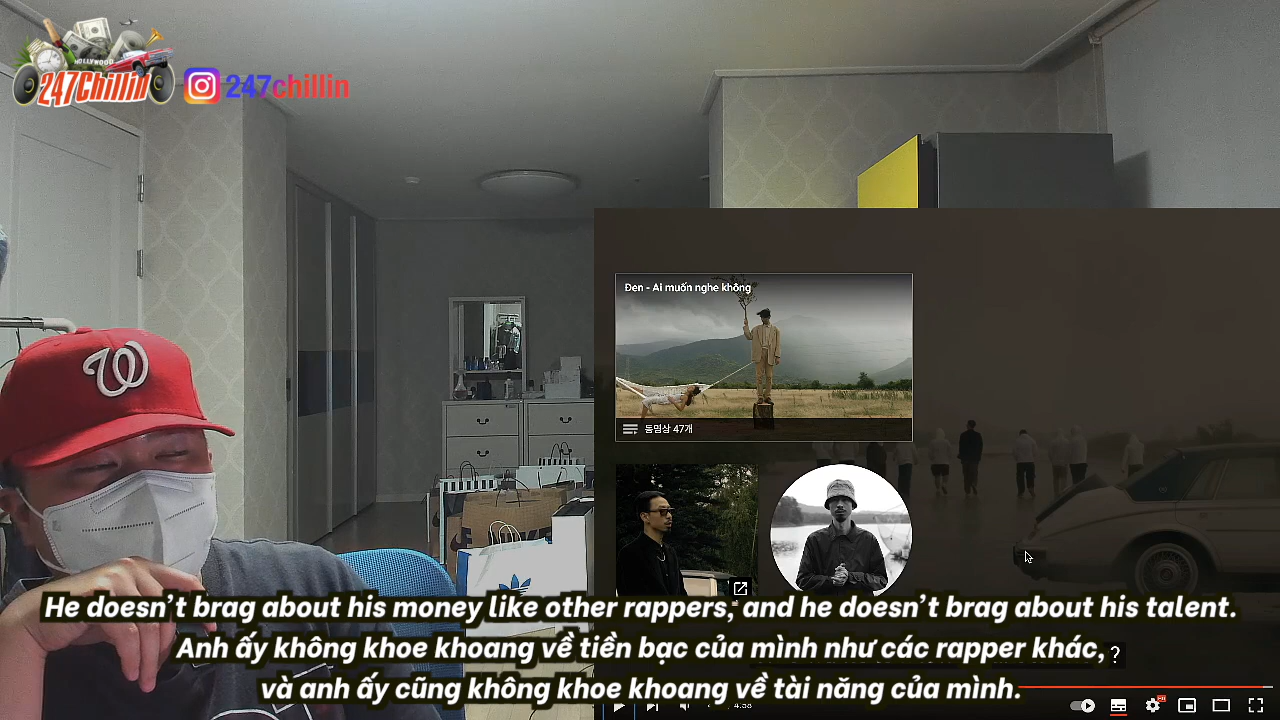 HOLLYWOOD
247Chillin
247chillin
W
Đen - Ai muốn nghe không
동영상 47개
He doesn't brag about his money like other rappers, and he doesn't brag about his talent.
Anh ấy không khoe khoang về tiền bạc của mình như các rapper khác,
?
và anh ấy cũng không khoe khoang về tài năng của mình.